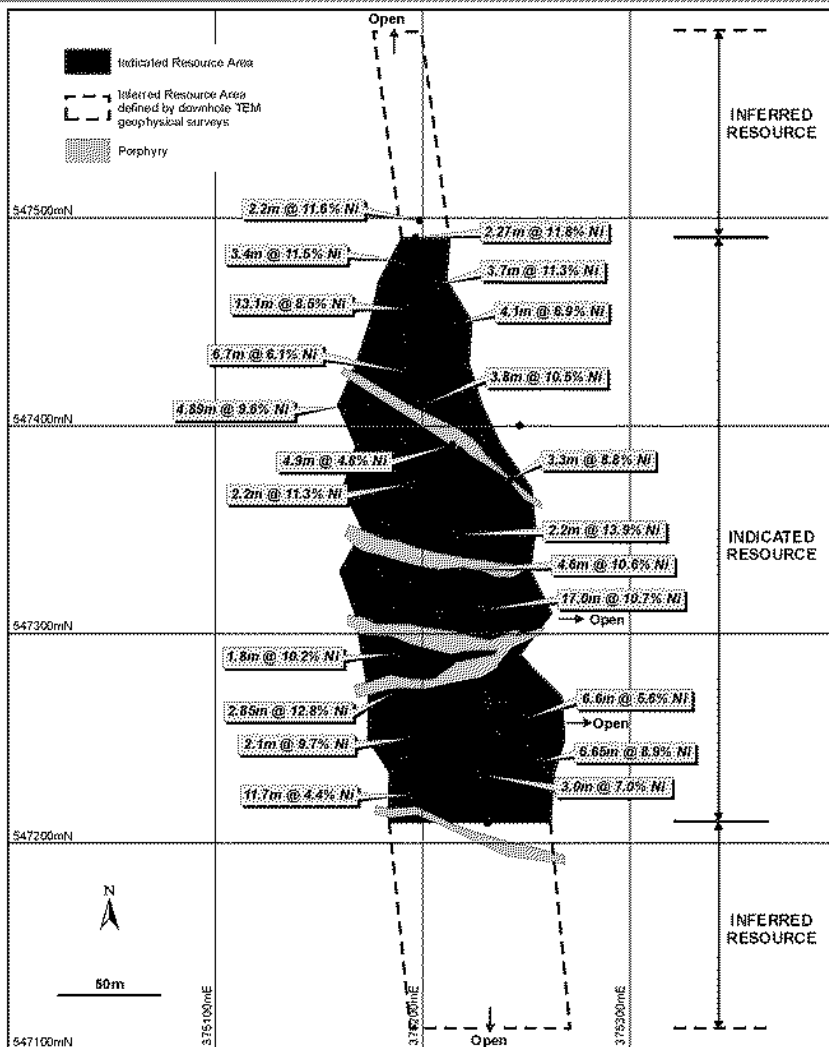 Open
Indicated Resource Area
Inferred Resource Area
defined by downhole TEM
geophysical surveys
Porphyry
INFERRED
RESOURCE
547500mN
2.2m @ 11.6% Ni
2.27m @ 11.8% Ni
3.4m @ 11.5% Ni
3.7m @ 11.3% Ni
13.1m @ 8.5% Ni
4.1m @ 6.9% Ni
6.7m @ 6.1% Ni
3.8m @ 10.5% Ni
4.89m @ 9.6% Ni
547400mN
4.9m @ 4.8% Ni
3.3m @ 8.8% Ni
2.2m @ 11.3% Ni
2.2m @ 13.9% Ni
INDICATED
RESOURCE
4.6m @ 10.6% Ni
17.0m @ 10.7% Ni
Open
547300mN
1.8m @ 10.2% Ni
6.6m @ 5.6% Ni
2.85m @ 12.8% Ni
Open
2.1m @ 9.7% Ni
6.65m @ 8.9% Ni
3.0m @ 7.0% Ni
11.7m @ 4.4% Ni
547200mN
N
INFERRED
RESOURCE
50m
375100mE
375200mE
375300mE
547100mN
Open